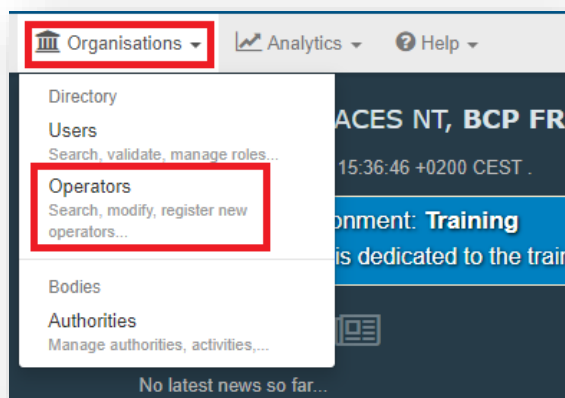 Organisations Analytics Help
Directory
Users
Search, validate, manage roles...
Operators
Search, modify, register new
operators...
Bodies
Authorities
Manage authorities, activities,...
ACES NT, BCP FR
15:36:46 +0200 CEST .
onment: Training
is dedicated to the train
No latest news so far...